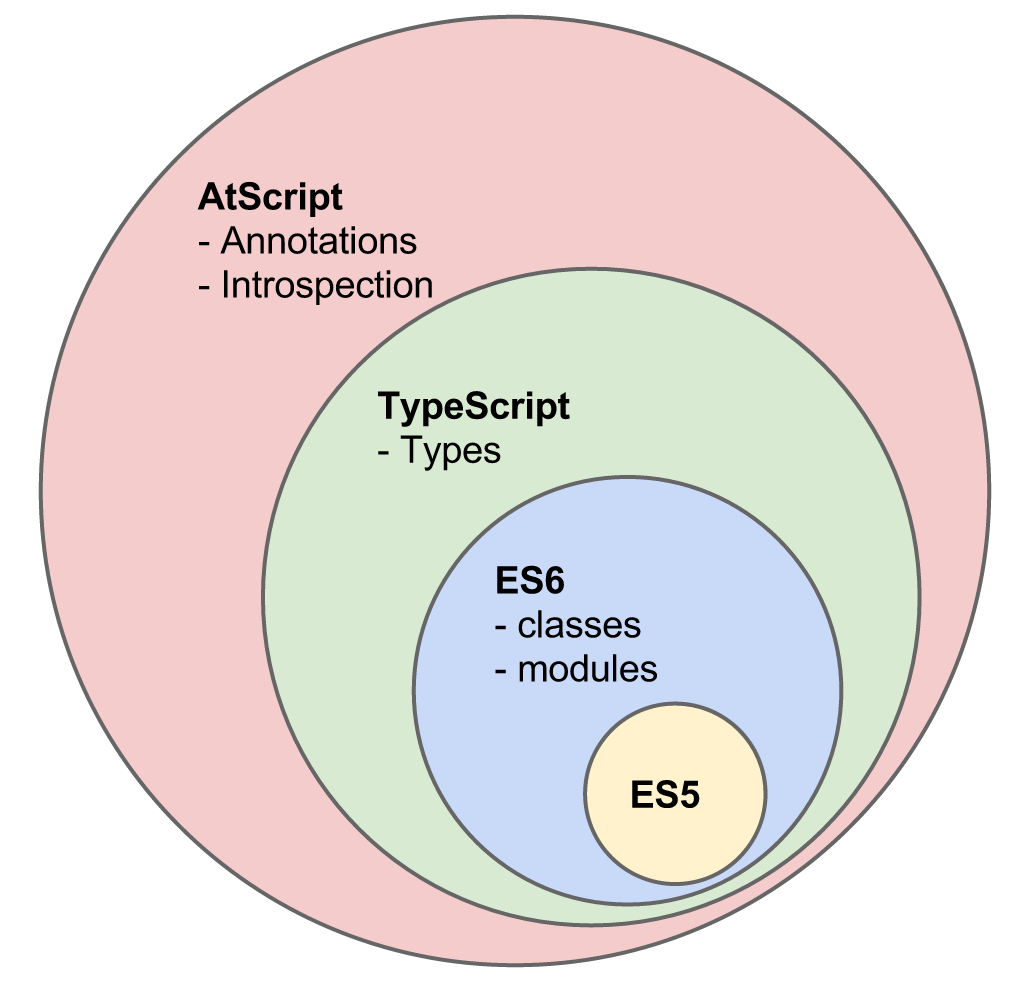 AtScript
- Annotations
- Introspection
TypeScript
- Types
ES6
- classes
- modules
ES5